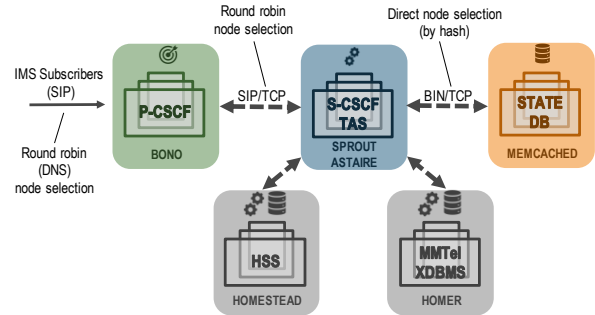 Round robin
node selection
Direct node selection
(by hash)
IMS Subscribers
(SIP)
P-CSCF
SIP/TCP
S-CSCF
TAS
BIN/TCP
STATE
DB
Round robin
(DNS)
node selection
BONO
SPROUT
ASTAIRE
MEMCACHED
HSS
MMTel
XDBMS
HOMESTEAD
HOMER